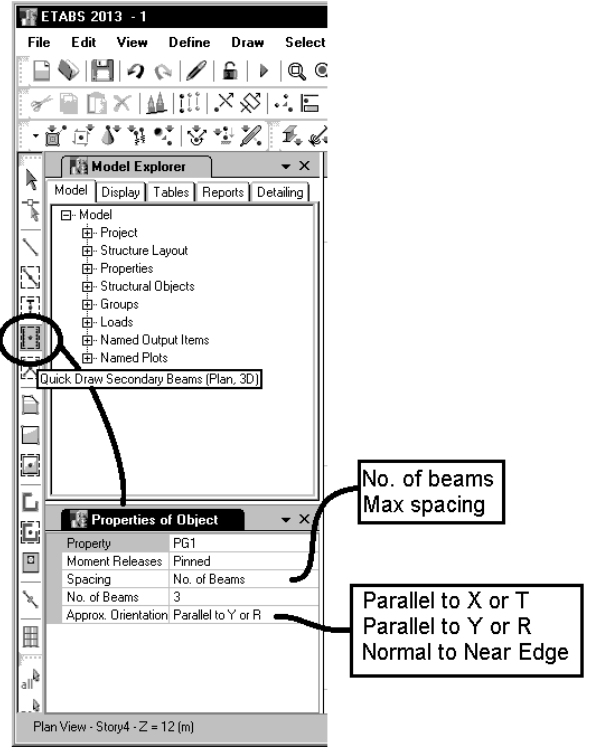 ETABS 2013 - 1
File Edit View Define Draw Select
Model Explorer
Model Display Tables Reports Detailing
Model
Project
Structure Layout
Properties
Structural Objects
Groups
Loads
Named Output Items
Named Plots
Quick Draw Secondary Beams (Plan, 3D)
No. of beams
Max spacing
Properties of Object
Property PG1
Moment Releases Pinned
Spacing No. of Beams
No. of Beams 3
Approx. Orientation Parallel to Y or R
Parallel to X or T
Parallel to Y or R
Normal to Near Edge
all
Plan View - Story4 - Z = 12 (m)